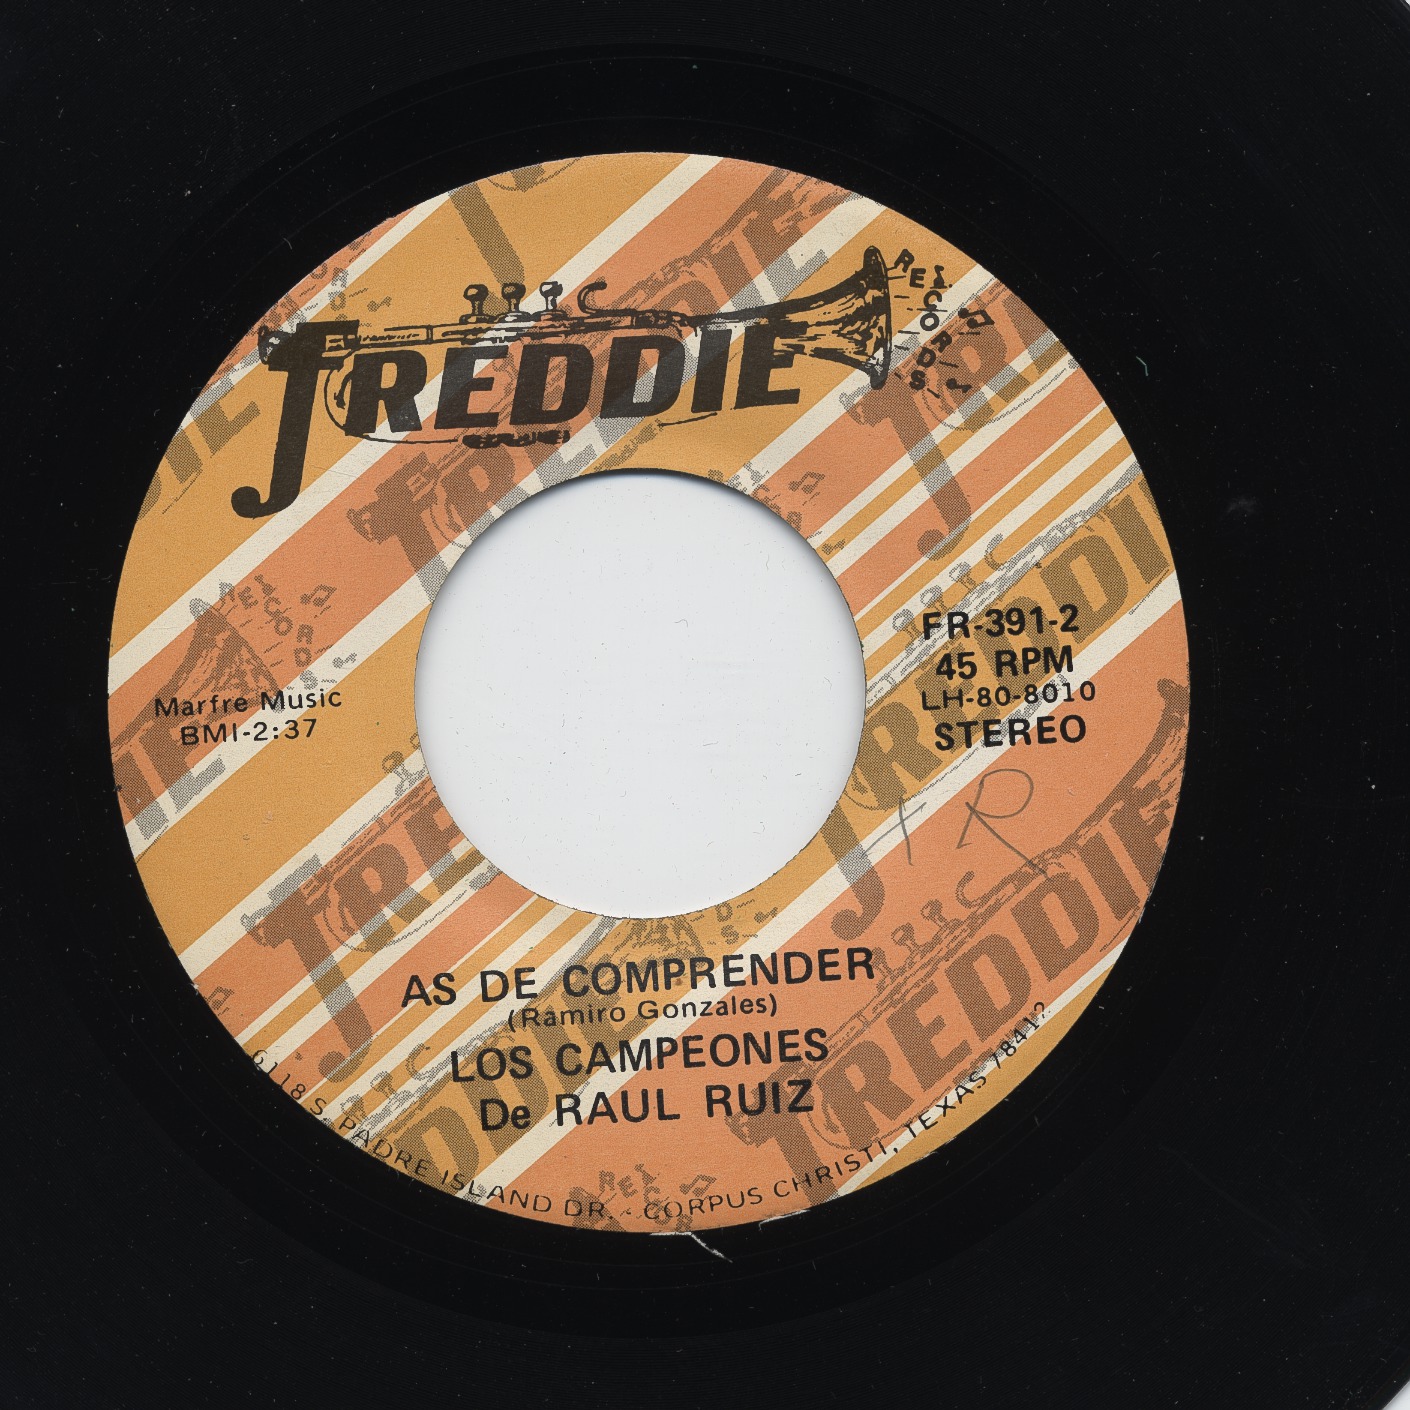 FREDDIE
RECORDS
FR-391-2
45 RPM
LH-80-8010
STEREO
Marfre Music
BMI-2:37
AS DE COMPRENDER
(Ramiro Gonzales)
LOS CAMPEONES
De RAUL RUIZ
6118 S. PADRE ISLAND DR. - CORPUS CHRISTI, TEXAS 78412